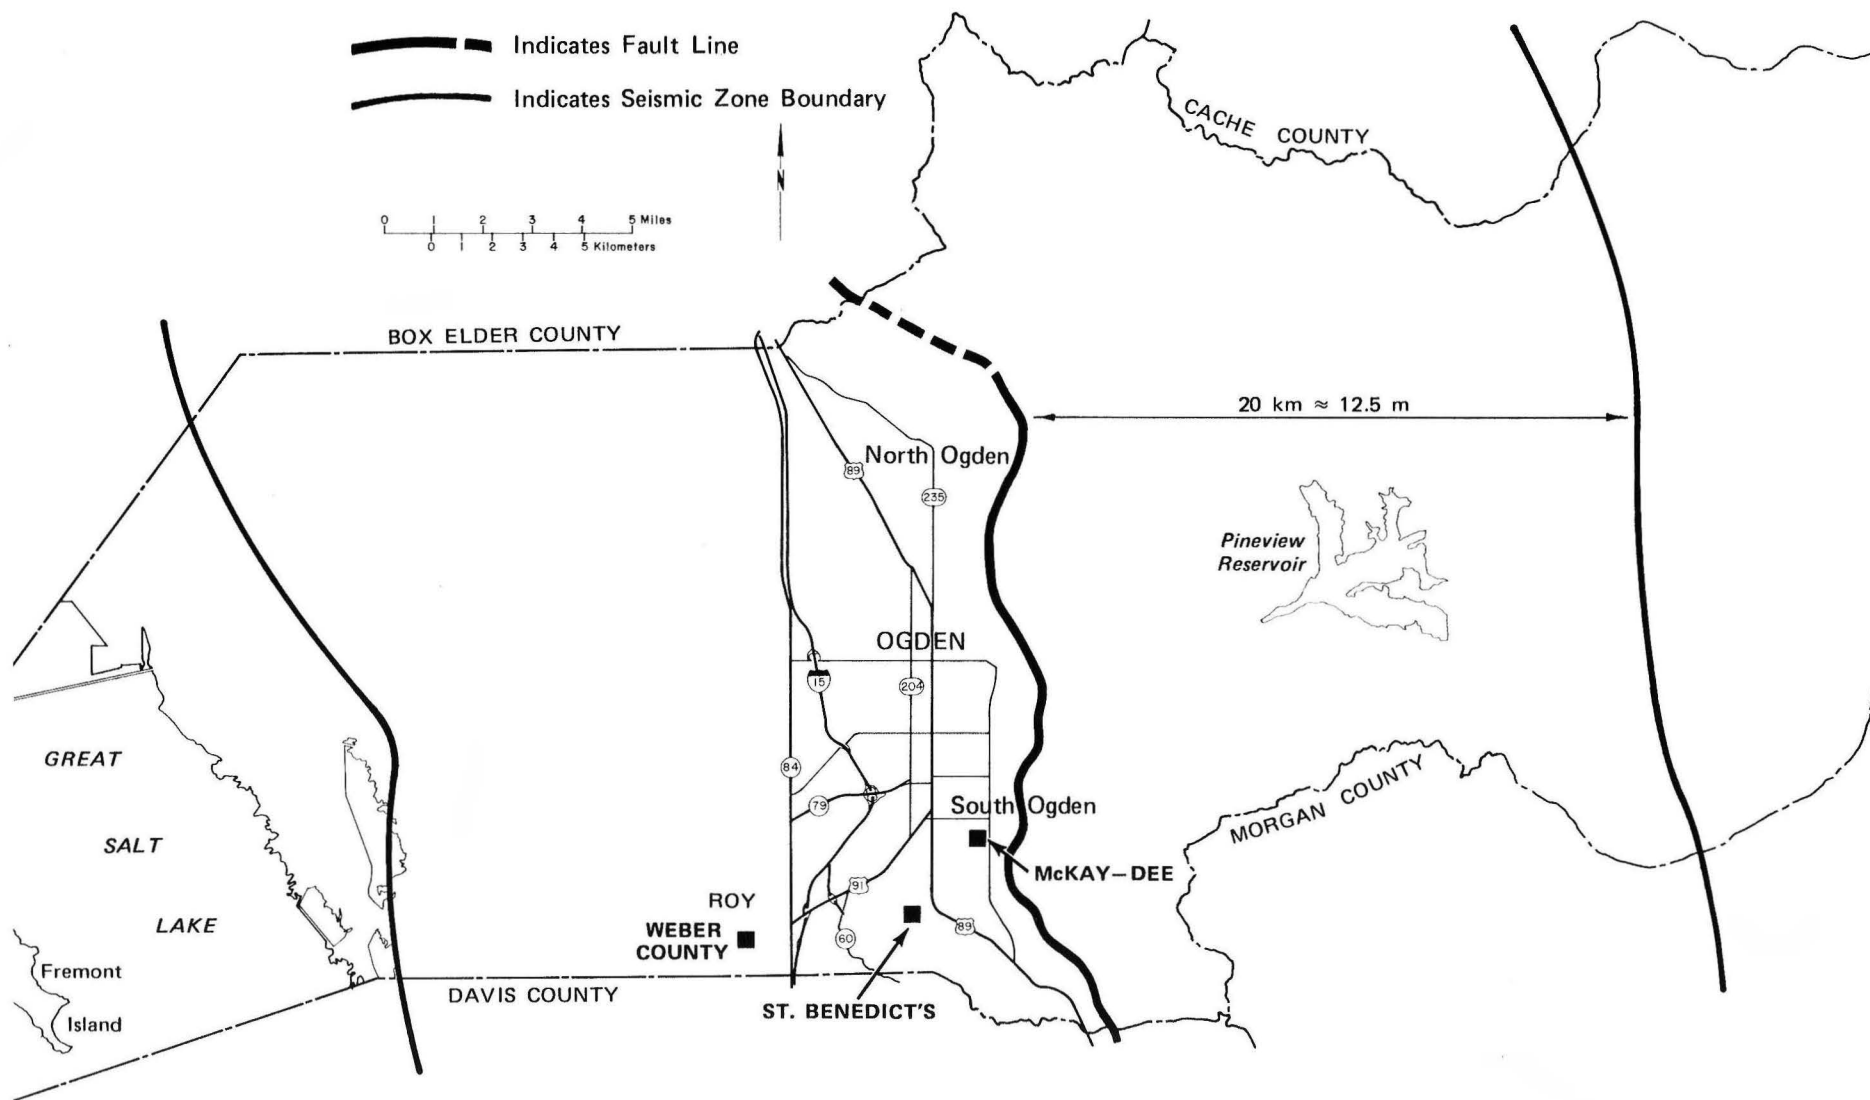 Indicates Fault Line
Indicates Seismic Zone Boundary
N
0 1 2 3 4 5 Miles
0 1 2 3 4 5 Kilometers
CACHE COUNTY
BOX ELDER COUNTY
20 km ≈ 12.5 m
North Ogden
89
235
Pineview
Reservoir
OGDEN
15
204
GREAT
SALT
LAKE
84
79
South Ogden
MORGAN COUNTY
McKAY–DEE
91
ROY
WEBER
COUNTY
60
89
Fremont
Island
DAVIS COUNTY
ST. BENEDICT'S